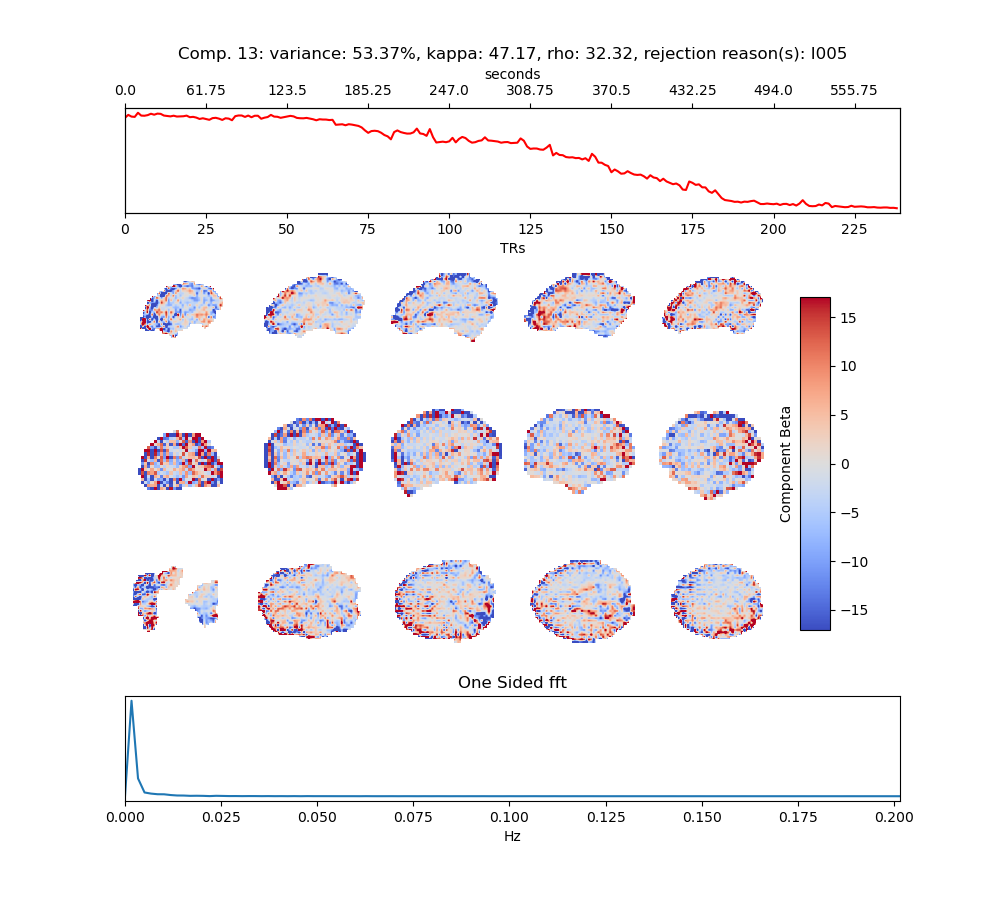 Comp. 13: variance: 53.37%, kappa: 47.17, rho: 32.32, rejection reason(s): I005
seconds
0.0 61.75 123.5 185.25 247.0 308.75 370.5 432.25 494.0 555.75
0 25 50 75 100 125 150 175 200 225
TRs
Component Beta
15
10
5
0
−5
−10
−15
One Sided fft
0.000 0.025 0.050 0.075 0.100 0.125 0.150 0.175 0.200
Hz